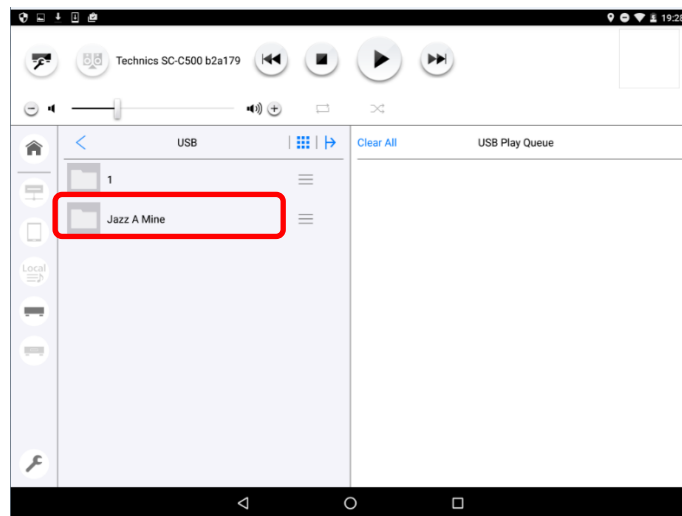 19:28
Technics SC-C500 b2a179
USB
Clear All
USB Play Queue
1
Jazz A Mine
Local